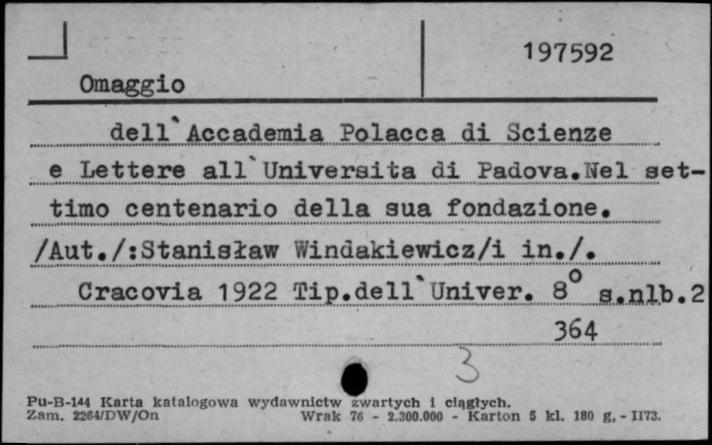 197592
Omaggio
dell`Accademia Polacca di Scienze
e Lettere all`Universita di Padova.Nel set-
timo centenario della sua fondazione.
/Aut./:Stanisław Windakiewicz/i in./.
Cracovia 1922 Tip.dell`Univer. 8° s.nlb.2
364
3
Pu-B-144 Karta katalogowa wydawnictw zwartych i ciągłych.
Zam. 2264/DW/On Wrak 76 - 2.300.000 - Karton 5 kl. 180 g. - II73.